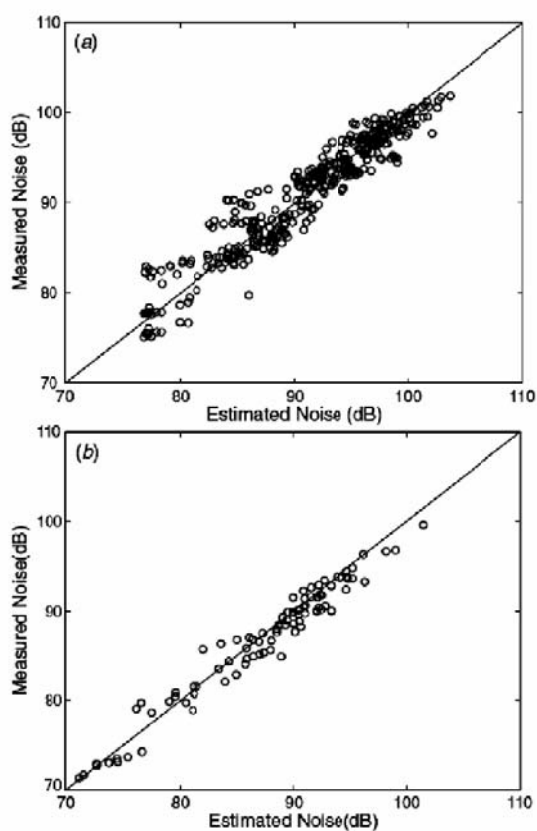 110
(a)
100
90
80
70
Measured Noise (dB)
70 80 90 100 110
Estimated Noise (dB)
110
(b)
100
90
80
70
Measured Noise(dB)
70 80 90 100 110
Estimated Noise(dB)